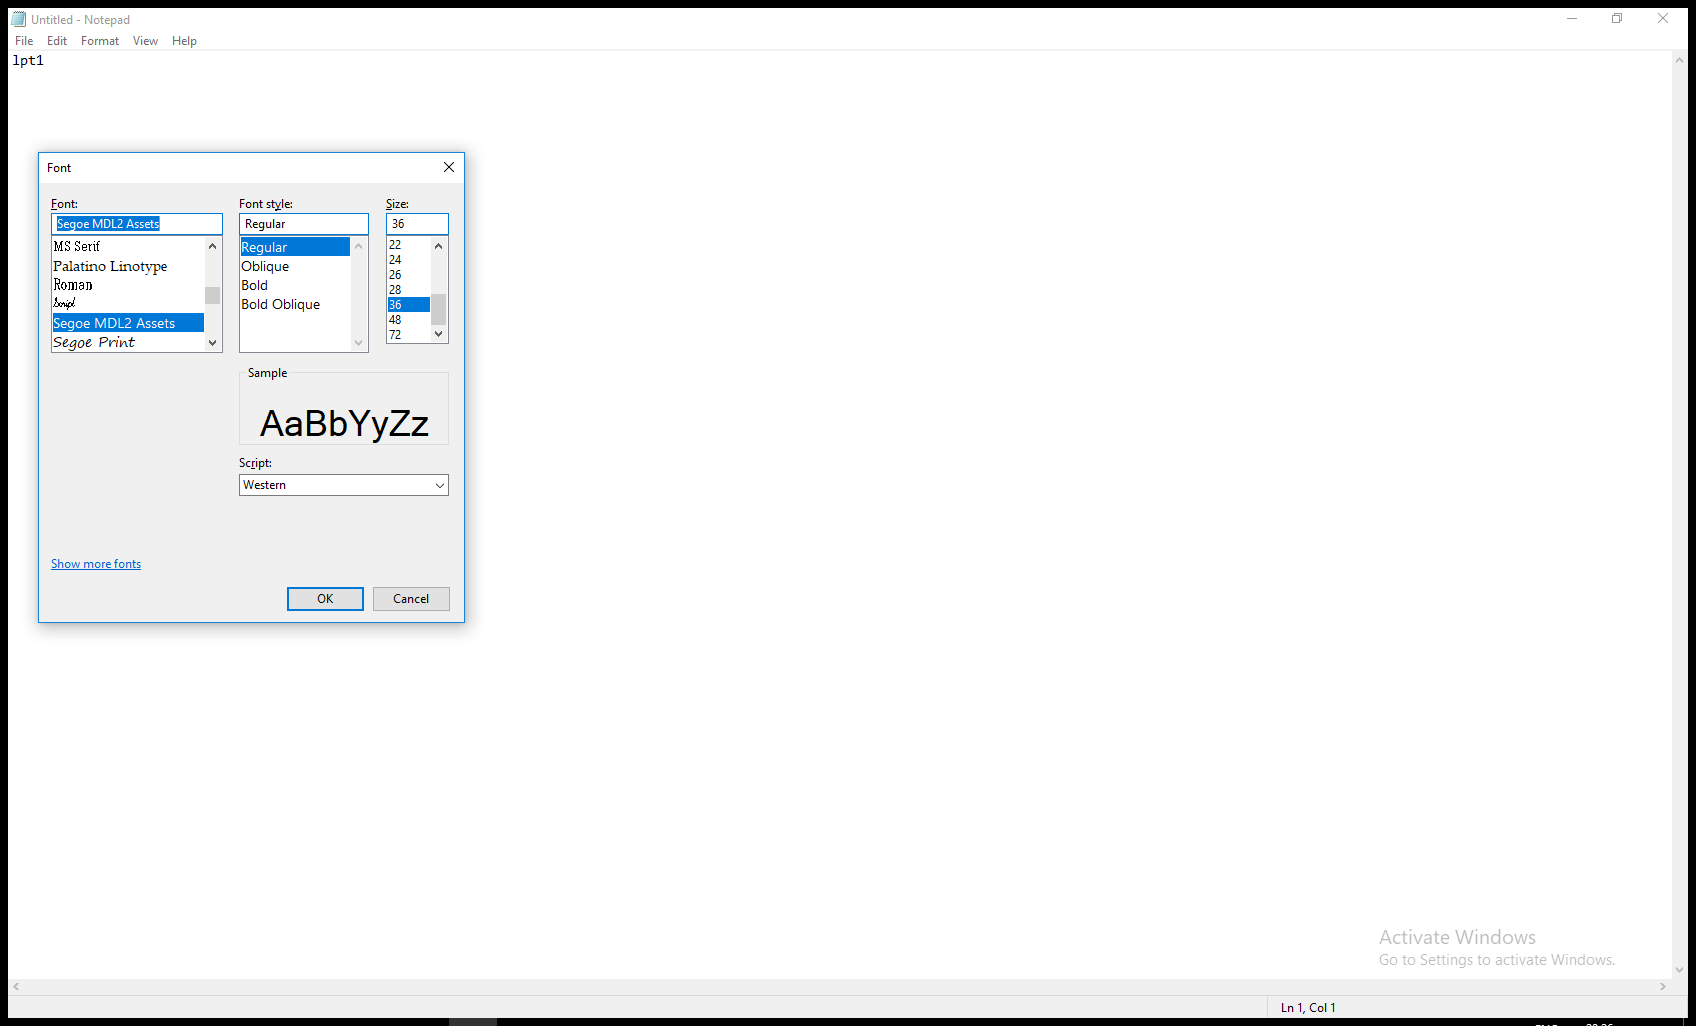 Untitled - Notepad
File Edit Format View Help
lpt1
Font
Font: Font style: Size:
Segoe MDL2 Assets Regular 36
MS Serif
Palatino Linotype
Roman
Script
Segoe MDL2 Assets
Segoe Print
Regular
Oblique
Bold
Bold Oblique
22
24
26
28
36
48
72
Sample
AaBbYyZz
Script:
Western
Show more fonts
OK Cancel
Activate Windows
Go to Settings to activate Windows.
Ln 1, Col 1